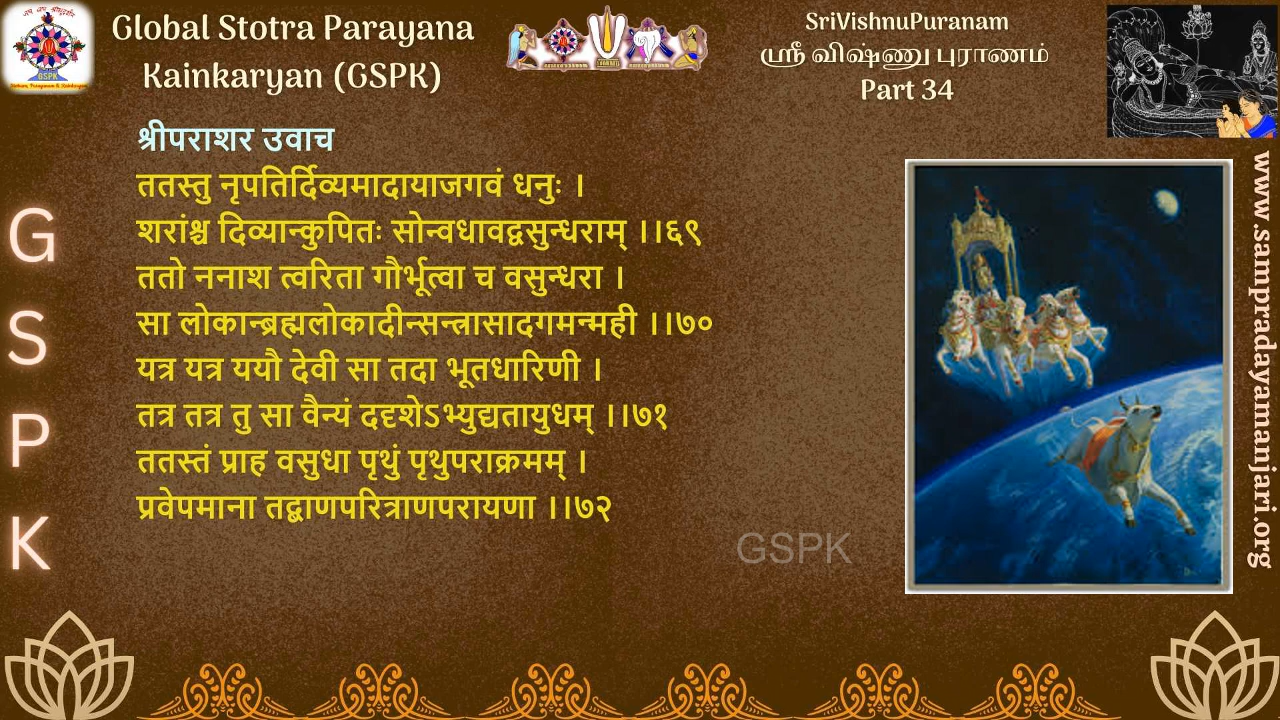 Global Stotra Parayana
Kainkaryan (GSPK)
SriVishnuPuranam
ஸ்ரீ விஷ்ணு புராணம்
Part 34
GSPK
श्रीपराशर उवाच
ततस्तु नृपतिर्दिव्यमादायाजगवं धनुः ।
शरांश्च दिव्यान्कुपितः सोन्वधावद्वसुन्धराम् ।।६९
ततो ननाश त्वरिता गौर्भूत्वा च वसुन्धरा ।
सा लोकान्ब्रह्मलोकादीन्सन्त्रासादगमन्मही ।।७०
यत्र यत्र ययौ देवी सा तदा भूतधारिणी ।
तत्र तत्र तु सा वैन्यं ददृशेऽभ्युद्यतायुधम् ।।७१
ततस्तं प्राह वसुधा पृथुं पृथुपराक्रमम् ।
प्रवेपमाना तद्बाणपरित्राणपरायणा ।।७२
G
S
P
K
GSPK
www.sampradayamanjari.org